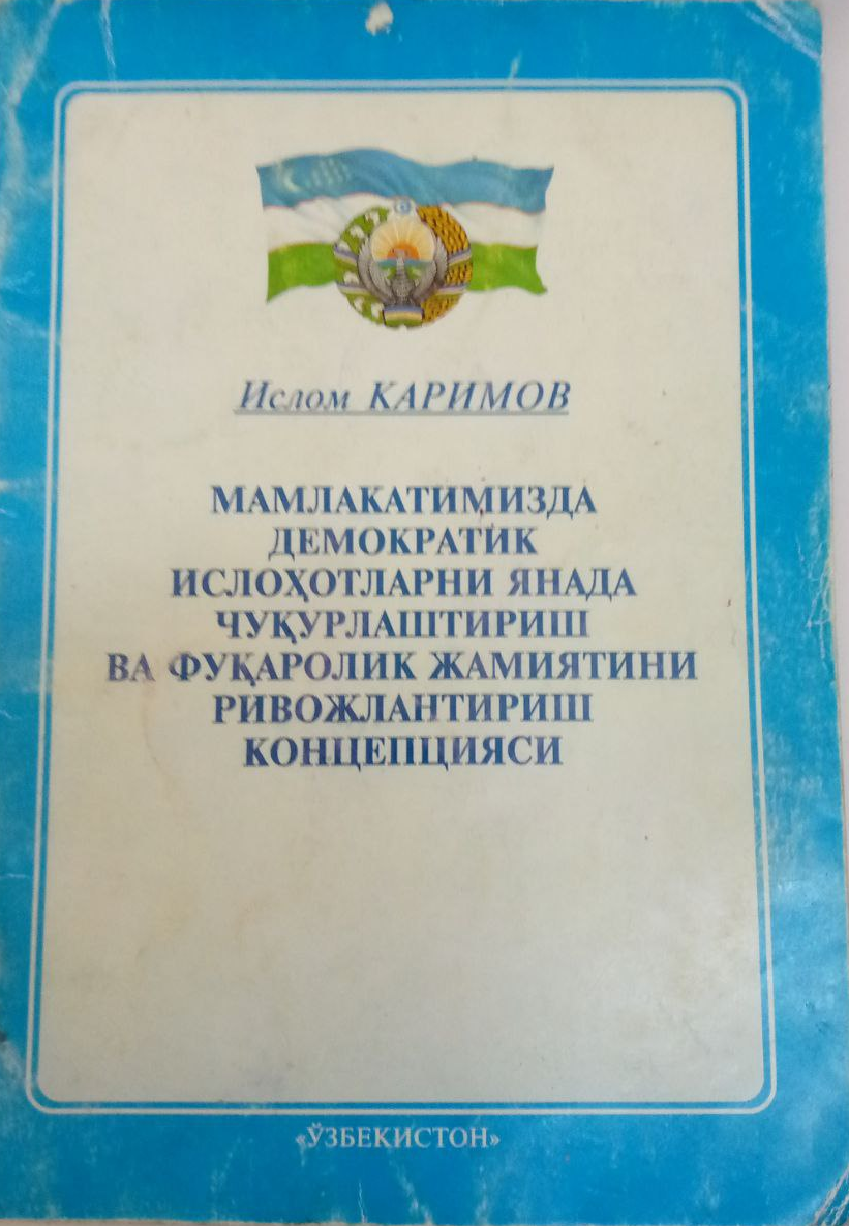 Ислом КАРИМОВ
МАМЛАКАТИМИЗДА
ДЕМОКРАТИК
ИСЛОҲОТЛАРНИ ЯНАДА
ЧУҚУРЛАШТИРИШ
ВА ФУҚАРОЛИК ЖАМИЯТИНИ
РИВОЖЛАНТИРИШ
КОНЦЕПЦИЯСИ
«ЎЗБЕКИСТОН»